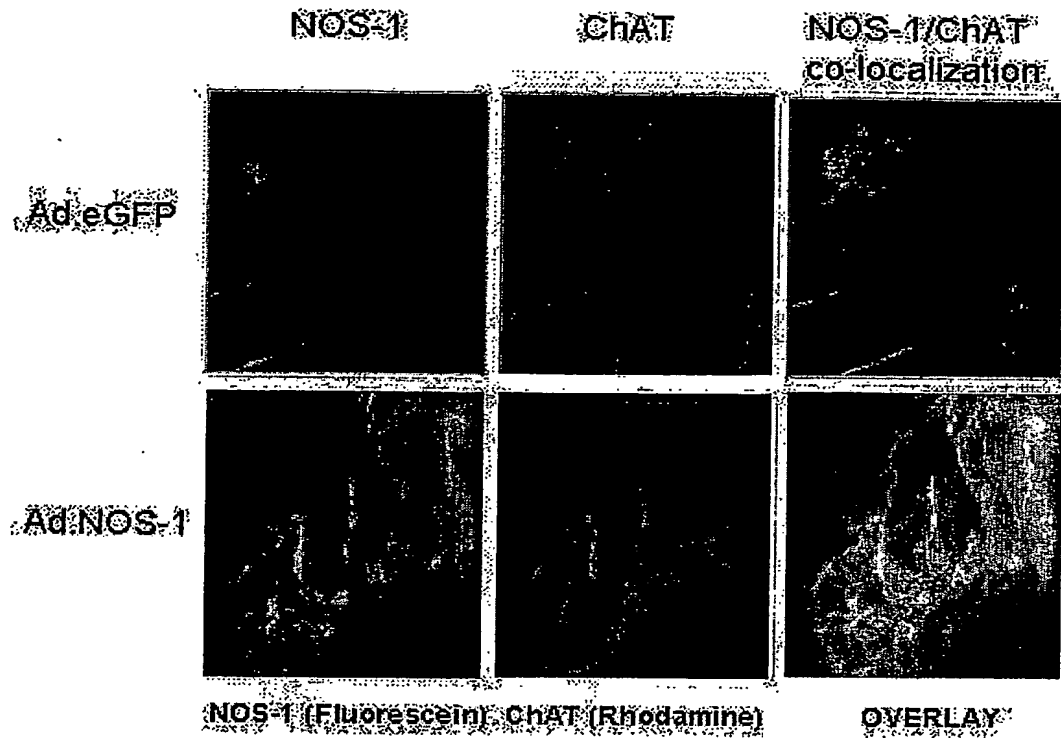 NOS-1 ChAT NOS-1/ChAT
co-localization
Ad.eGFP
Ad.NOS-1
NOS-1 (Fluorescein) ChAT (Rhodamine) OVERLAY